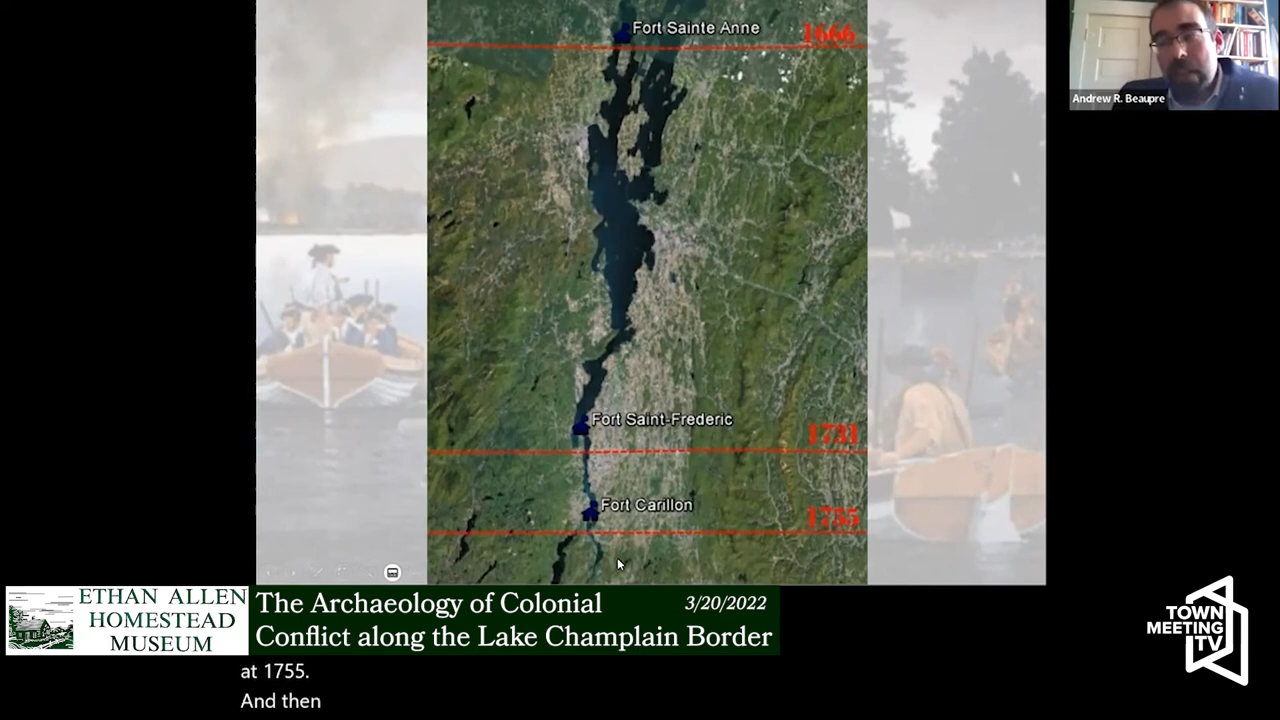 Fort Sainte Anne
1666
Andrew R. Beaupre
Fort Saint-Frederic
1731
Fort Carillon
1755
ETHAN ALLEN
HOMESTEAD
MUSEUM
The Archaeology of Colonial
3/20/2022
Conflict along the Lake Champlain Border
TOWN
MEETING
TV
at 1755.
And then